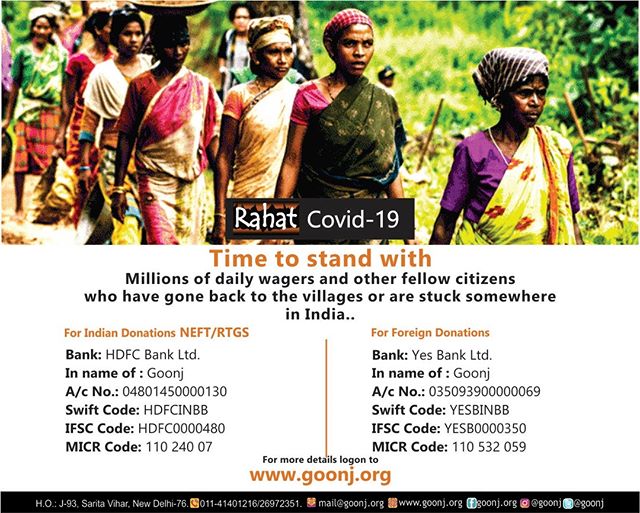 Rahat Covid-19
Time to stand with
Millions of daily wagers and other fellow citizens
who have gone back to the villages or are stuck somewhere
in India..
For Indian Donations NEFT/RTGS
Bank: HDFC Bank Ltd.
In name of : Goonj
A/c No.: 04801450000130
Swift Code: HDFCINBB
IFSC Code: HDFC0000480
MICR Code: 110 240 07
For Foreign Donations
Bank: Yes Bank Ltd.
In name of : Goonj
A/c No.: 035093900000069
Swift Code: YESBINBB
IFSC Code: YESB0000350
MICR Code: 110 532 059
For more details logon to
www.goonj.org
H.O.: J-93, Sarita Vihar, New Delhi-76. 011-41401216/26972351. mail@goonj.org www.goonj.org goonj.org @goonj @goonj